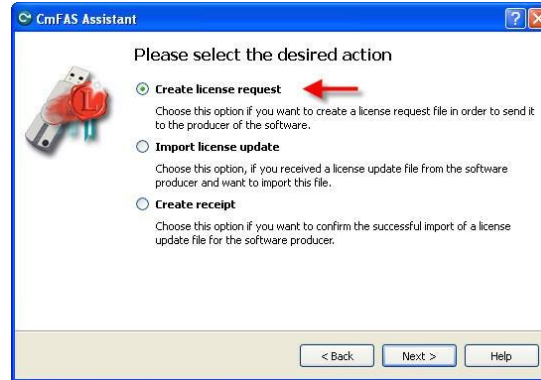 CmFAS Assistant
Please select the desired action
Create license request
Choose this option if you want to create a license request file in order to send it
to the producer of the software.
Import license update
Choose this option, if you received a license update file from the software
producer and want to import this file.
Create receipt
Choose this option if you want to confirm the successful import of a license
update file for the software producer.
< Back Next > Help